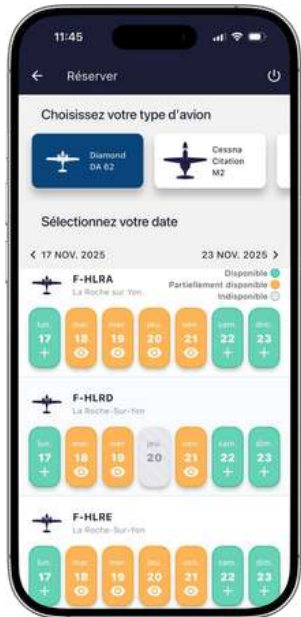 11:45
Réserver
Choisissez votre type d'avion
Diamond
DA 62
Cessna
Citation
M2
Sélectionnez votre date
17 NOV. 2025
23 NOV. 2025
Disponible
Partiellement disponible
Indisponible
F-HLRA
La Roche sur Yon
lun. mar. mer. jeu. ven. sam. dim.
17 18 19 20 21 22 23
F-HLRD
La Roche-Sur-Yon
lun. mar. mer. jeu. ven. sam. dim.
17 18 19 20 21 22 23
F-HLRE
La Roche-Sur-Yon
lun. mar. mer. jeu. ven. sam. dim.
17 18 19 20 21 22 23